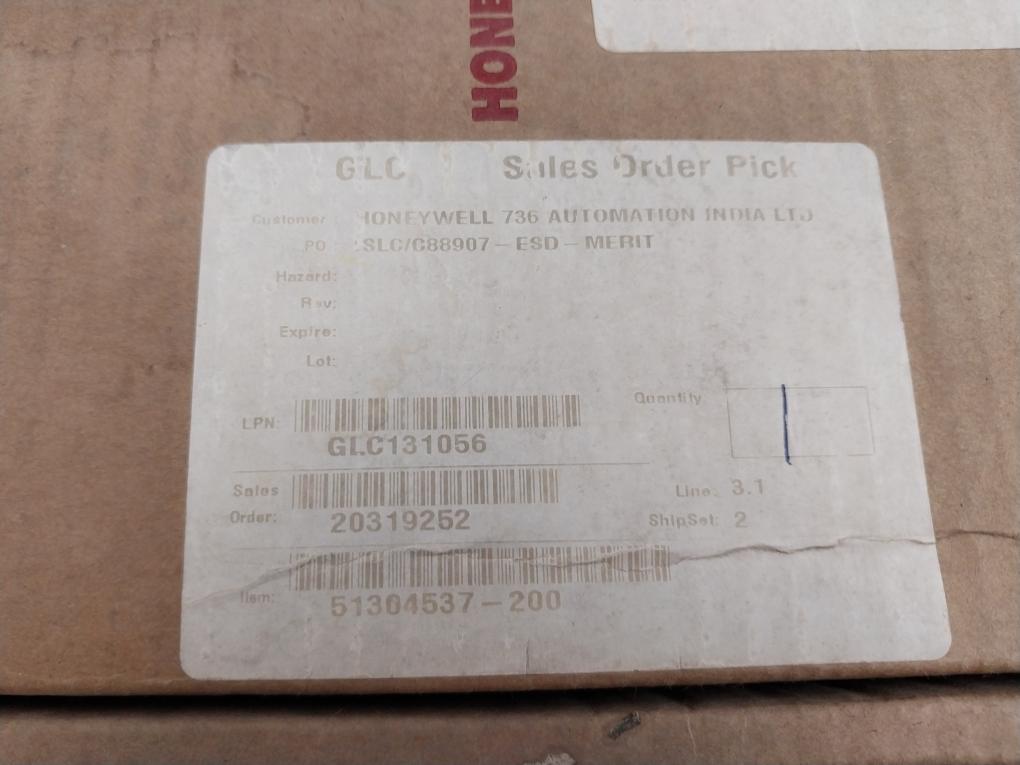 HONE
GLC Sales Order Pick
Customer HONEYWELL 736 AUTOMATION INDIA LTD
PO : SLC/C88907-ESD-MERIT
Hazard:
Rev:
Expire:
Lot:
Quantity
LPN:
GLC131056
Sales Order: 20319252
Line: 3.1
ShipSet: 2
Item: 51304537-200